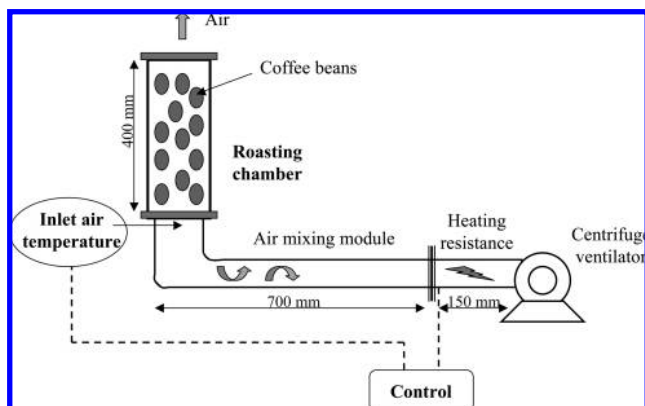 Air
Coffee beans
400 mm
Roasting
chamber
Inlet air
temperature
Air mixing module
Heating
resistance
Centrifuge
ventilator
700 mm
150 mm
Control